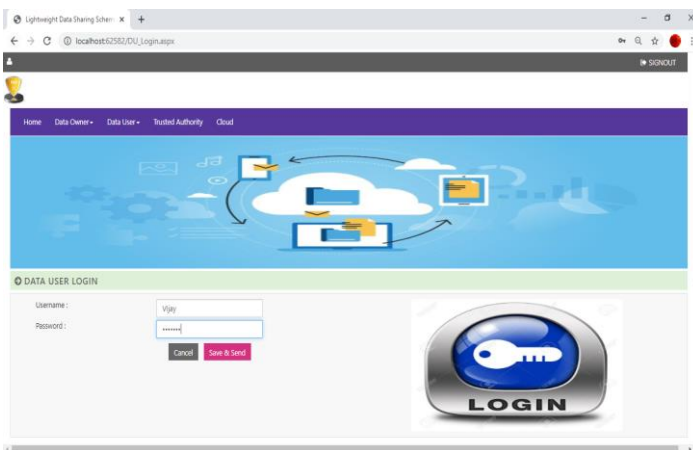 Lightweight Data Sharing Schem
localhost:62582/DU_Login.aspx
SIGNOUT
Home Data Owner Data User Trusted Authority Cloud
DATA USER LOGIN
Username : Vijay
Password : •••••••
Cancel Save & Send
LOGIN